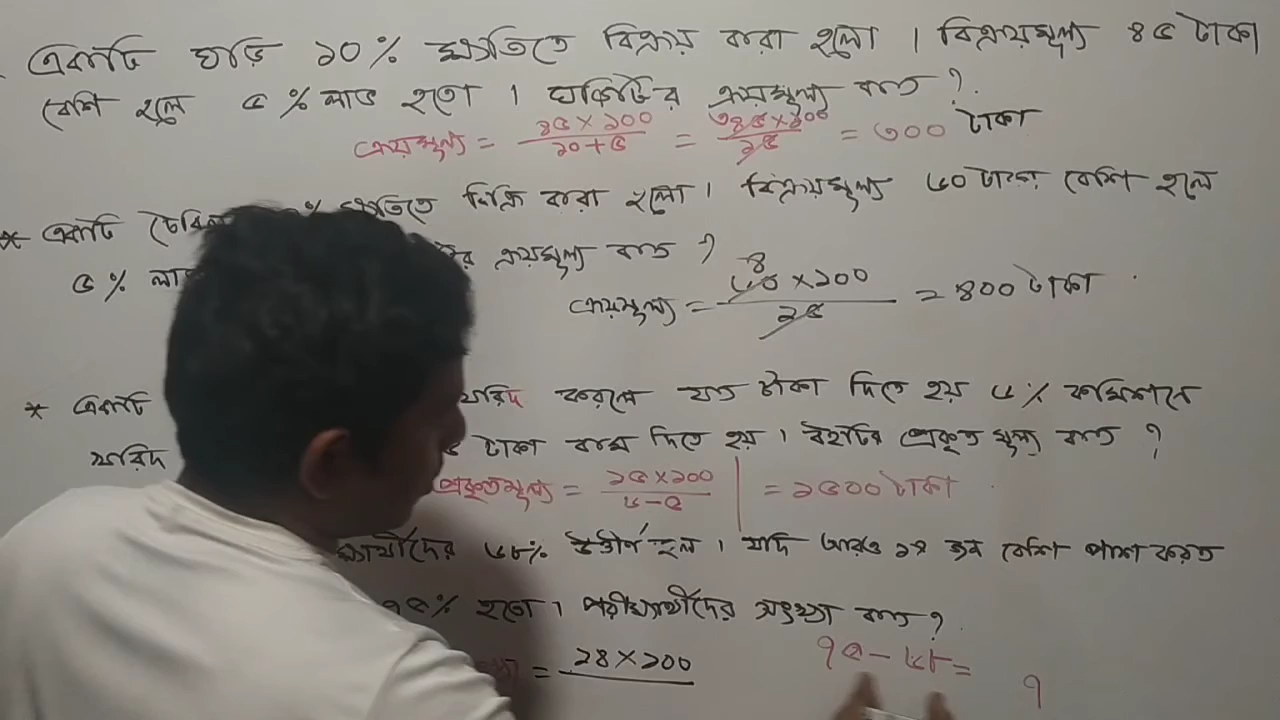 একটি ঘড়ি ১০% ক্ষতিতে বিক্রয় করা হলো । বিক্রয়মূল্য ৪৫ টাকা
বেশি হলে ৫% লাভ হতো । ঘড়িটির ক্রয়মূল্য কত ?
ক্রয়মূল্য = ৪৫×১০০ / ১০+৫ = ৩৪৫×১০০ / ১৫ = ৩০০ টাকা
* একটি টেবিল % ক্ষতিতে বিক্রি করা হলো । বিক্রয়মূল্য ৬০ টাকা বেশি হলে
৫% লাভ ক্রয়মূল্য কত ?
ক্রয়মূল্য = ৪ ৬০×১০০ / ১৫ = ৪০০ টাকা
* একটি খরিদ করলে যত টাকা দিতে হয় ৬% কমিশনে
খরিদ টাকা কম দিতে হয় । বইটির প্রকৃত মূল্য কত ?
প্রকৃতমূল্য = ১৫×১০০ / ৬-৫ = ১৫০০ টাকা
৬৮% উত্তীর্ণ হল । যদি আরও ১৪ জন বেশি পাশ করত
৭৫% হতো । পরীক্ষার্থীদের সংখ্যা কত ?
= ১৪×১০০ ৭৫-৬৮= ৭